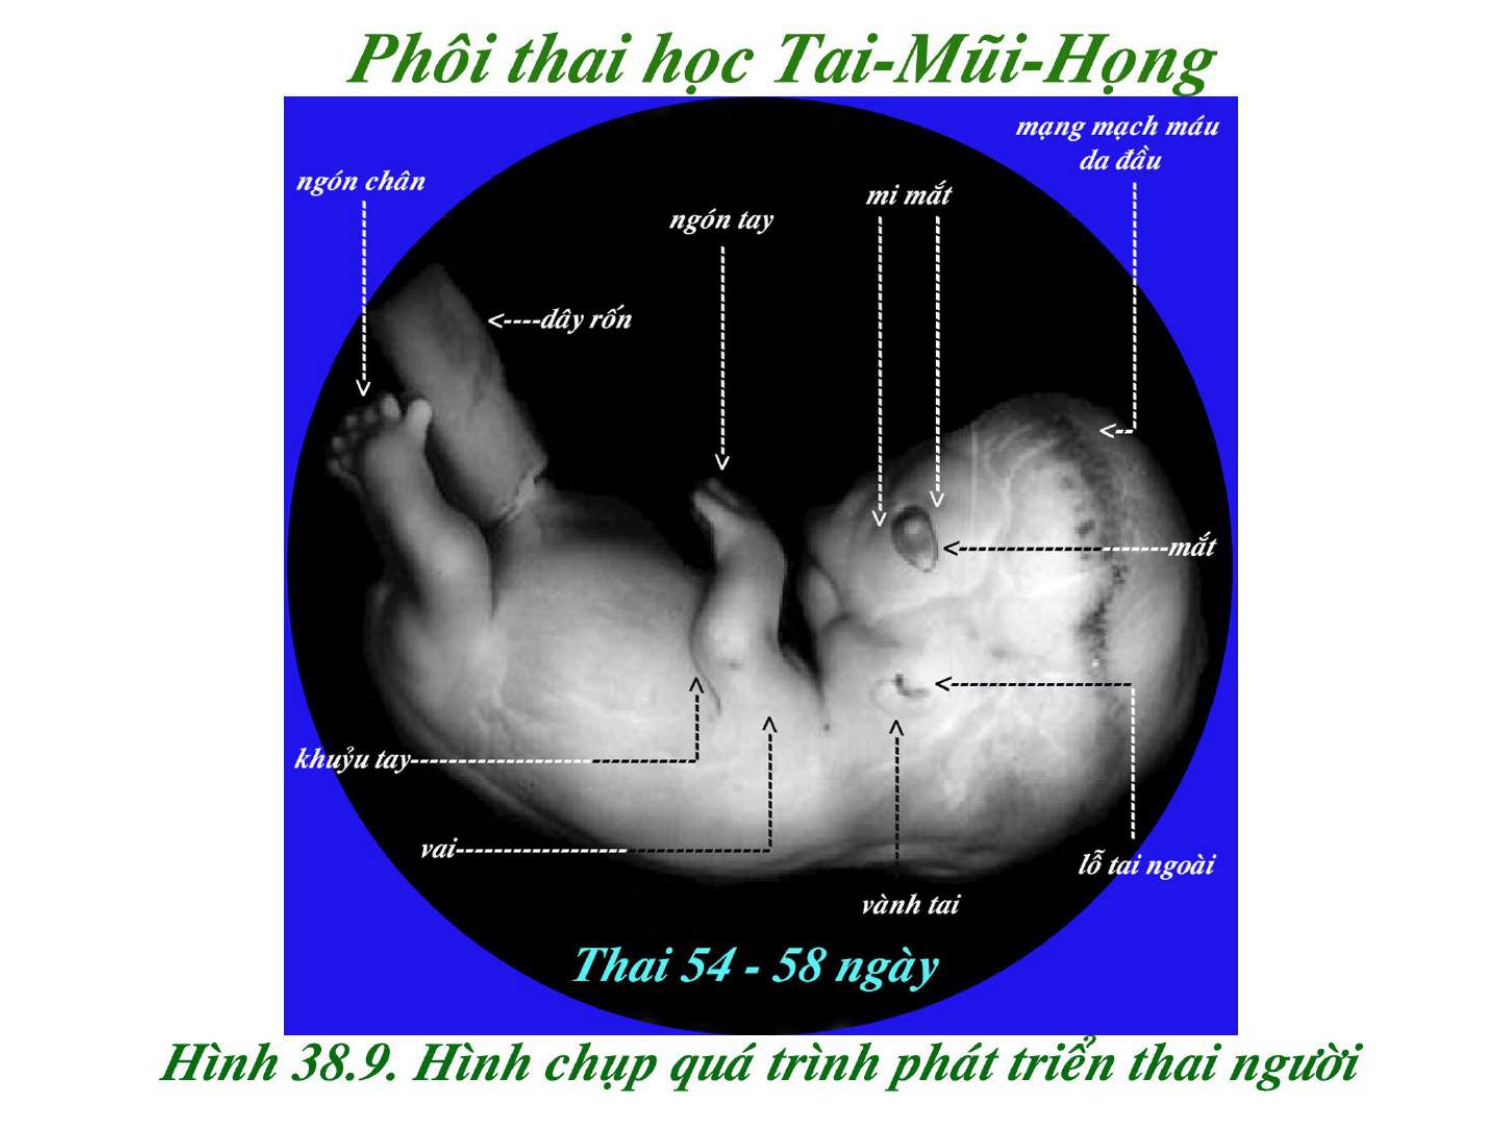 Phôi thai học Tai-Mũi-Họng
mạng mạch máu
da đầu
ngón chân
mi mắt
ngón tay
<----dây rốn
mắt
khuỷu tay
vai
lỗ tai ngoài
vành tai
Thai 54 - 58 ngày
Hình 38.9. Hình chụp quá trình phát triển thai người